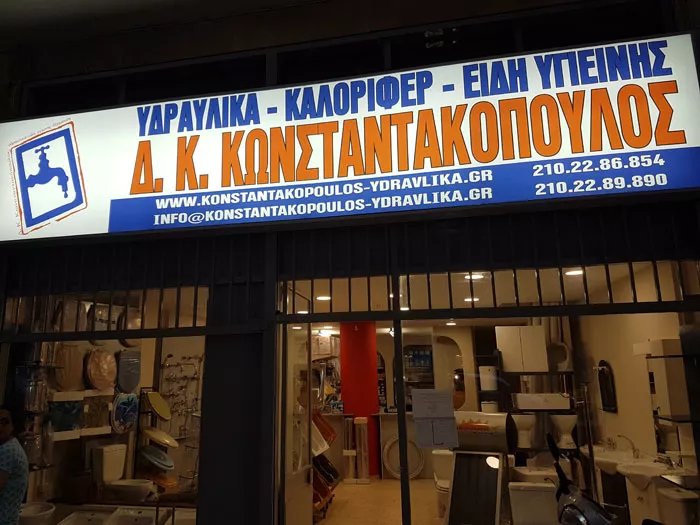 ΥΔΡΑΥΛΙΚΑ - ΚΑΛΟΡΙΦΕΡ - ΕΙΔΗ ΥΓΙΕΙΝΗΣ
Δ. Κ. ΚΩΝΣΤΑΝΤΑΚΟΠΟΥΛΟΣ
WWW.KONSTANTAKOPOULOS-YDRAVLIKA.GR 210.22.86.854
INFO@KONSTANTAKOPOULOS-YDRAVLIKA.GR 210.22.89.890